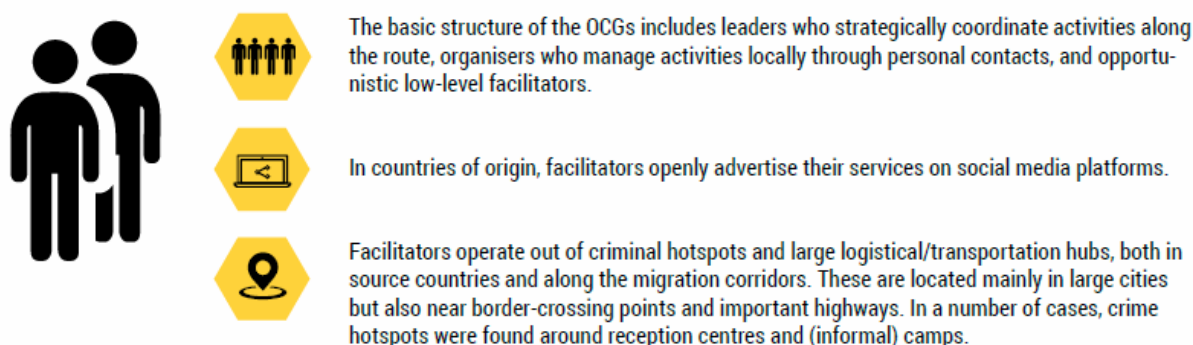 The basic structure of the OCGs includes leaders who strategically coordinate activities along
the route, organisers who manage activities locally through personal contacts, and opportu-
nistic low-level facilitators.
In countries of origin, facilitators openly advertise their services on social media platforms.
Facilitators operate out of criminal hotspots and large logistical/transportation hubs, both in
source countries and along the migration corridors. These are located mainly in large cities
but also near border-crossing points and important highways. In a number of cases, crime
hotspots were found around reception centres and (informal) camps.